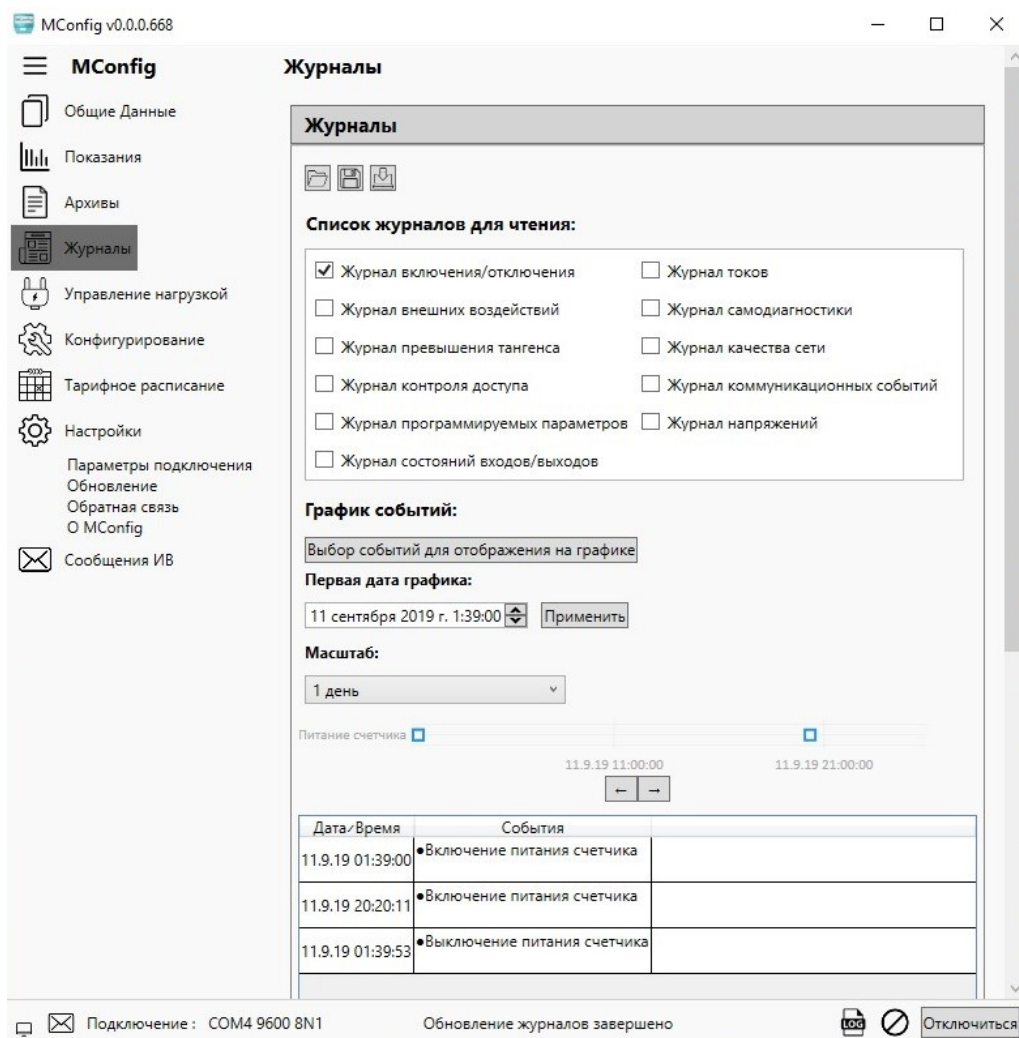 MConfig v0.0.0.668
MConfig
Журналы
Общие Данные
Показания
Архивы
Журналы
Управление нагрузкой
Конфигурирование
Тарифное расписание
Настройки
Параметры подключения
Обновление
Обратная связь
О MConfig
Сообщения ИВ
Журналы
Список журналов для чтения:
Журнал включения/отключения
Журнал токов
Журнал внешних воздействий
Журнал самодиагностики
Журнал превышения тангенса
Журнал качества сети
Журнал контроля доступа
Журнал коммуникационных событий
Журнал программируемых параметров
Журнал напряжений
Журнал состояний входов/выходов
График событий:
Выбор событий для отображения на графике
Первая дата графика:
11 сентября 2019 г. 1:39:00
Применить
Масштаб:
1 день
Питание счетчика
11.9.19 11:00:00
11.9.19 21:00:00
← →
Дата/Время События
11.9.19 01:39:00 •Включение питания счетчика
11.9.19 20:20:11 •Включение питания счетчика
11.9.19 01:39:53 •Выключение питания счетчика
Подключение : COM4 9600 8N1
Обновление журналов завершено
LOG
Отключиться